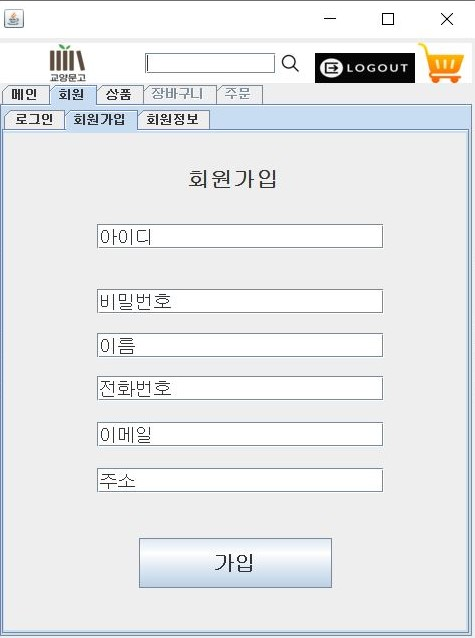 교양문고
LOGOUT
메인 회원 상품 장바구니 주문
로그인 회원가입 회원정보
회원가입
아이디
비밀번호
이름
전화번호
이메일
주소
가입